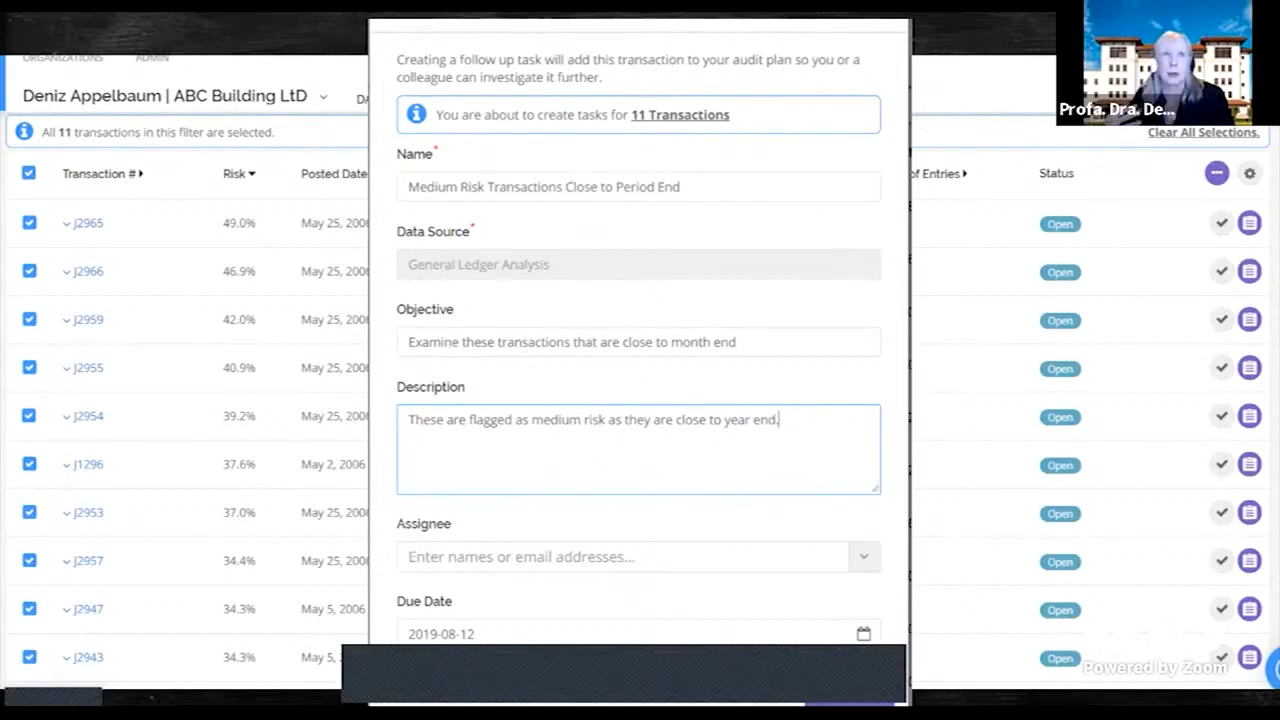 ORGANIZATIONS ADMIN
Deniz Appelbaum | ABC Building LtD
All 11 transactions in this filter are selected.
Clear All Selections.
Transaction # Risk Posted Date of Entries Status
J2965 49.0% May 25, 200 Open
J2966 46.9% May 25, 200 Open
J2959 42.0% May 25, 200 Open
J2955 40.9% May 25, 200 Open
J2954 39.2% May 25, 200 Open
J1296 37.6% May 2, 2006 Open
J2953 37.0% May 25, 200 Open
J2957 34.4% May 25, 200 Open
J2947 34.3% May 5, 2006 Open
J2943 34.3% May 5, Open
Creating a follow up task will add this transaction to your audit plan so you or a
colleague can investigate it further.
You are about to create tasks for 11 Transactions
Name*
Medium Risk Transactions Close to Period End
Data Source*
General Ledger Analysis
Objective
Examine these transactions that are close to month end
Description
These are flagged as medium risk as they are close to year end.
Assignee
Enter names or email addresses...
Due Date
2019-08-12
Profa. Dra. De...
Powered by Zoom